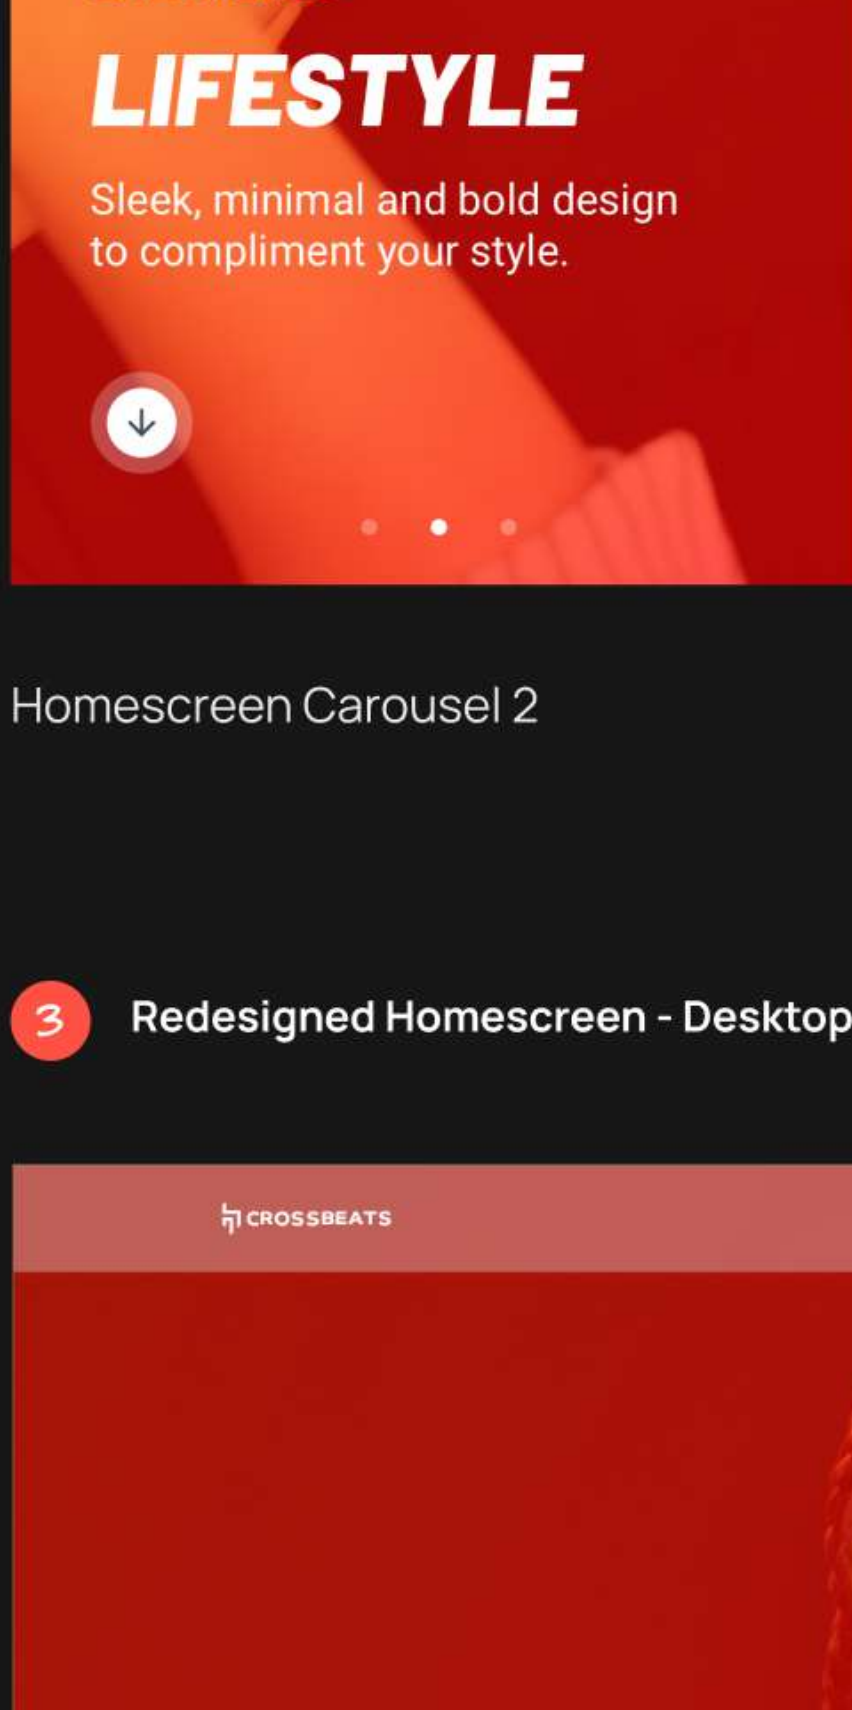 LIFESTYLE
Sleek, minimal and bold design
to compliment your style.
Homescreen Carousel 2
3
Redesigned Homescreen - Desktop
CROSSBEATS